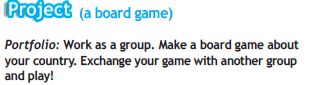 Project (a board game)
Portfolio: Work as a group. Make a board game about
your country. Exchange your game with another group
and play!